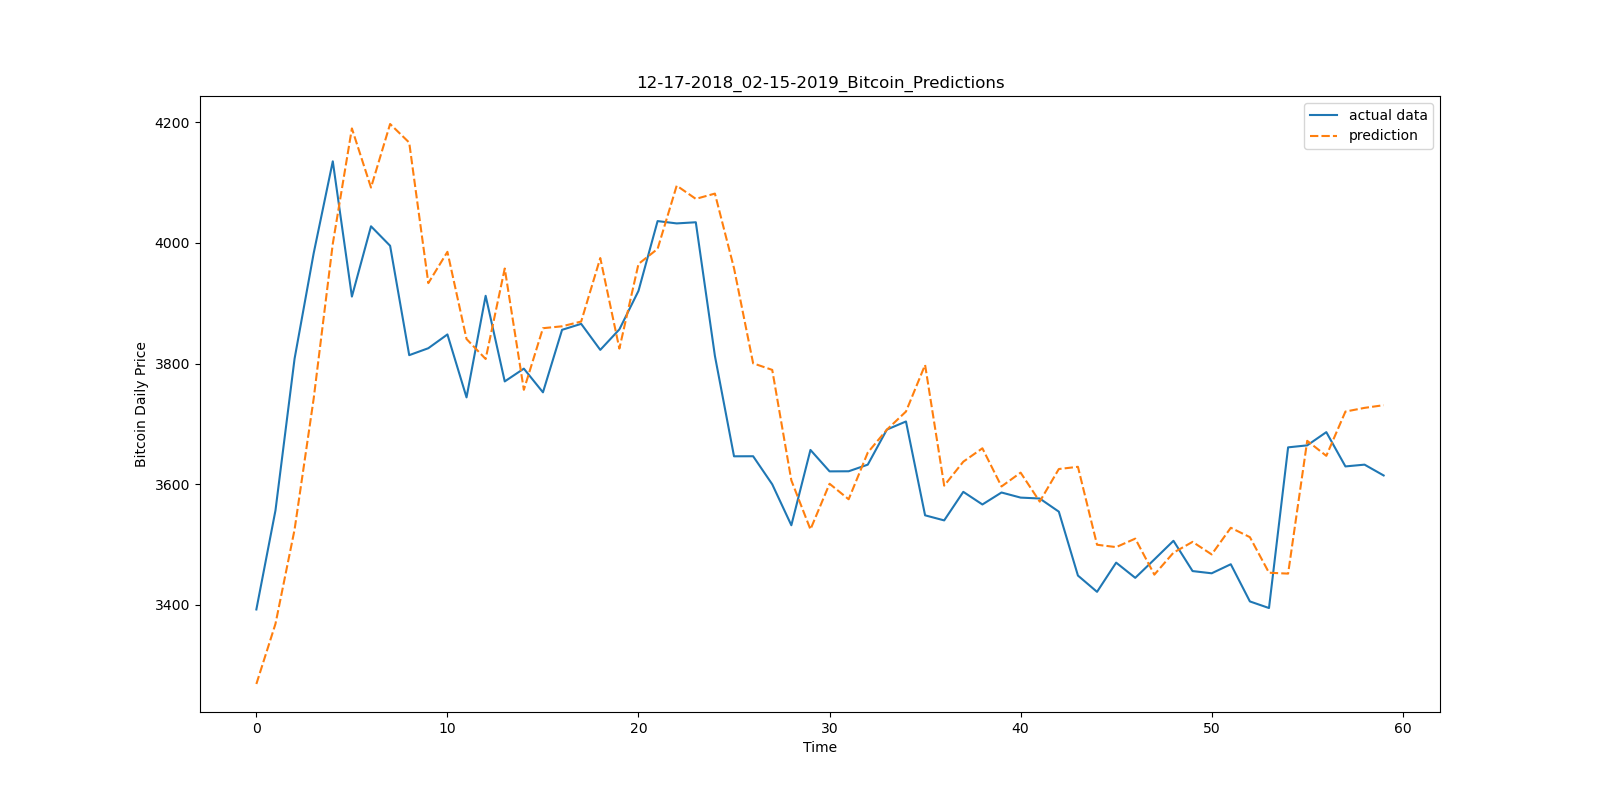 12-17-2018_02-15-2019_Bitcoin_Predictions
actual data
prediction
4200
4000
3800
3600
3400
Bitcoin Daily Price
0 10 20 30 40 50 60
Time